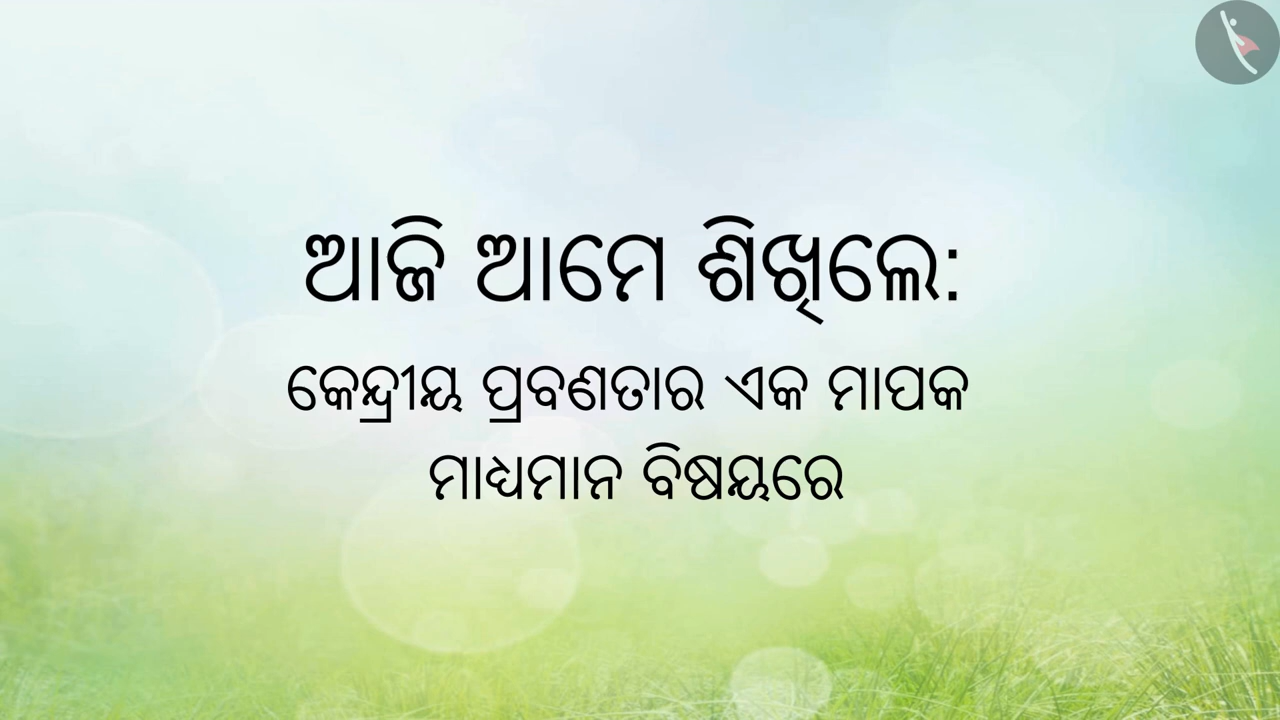 ଆଜି ଆମେ ଶିଖିଲେ:
କେନ୍ଦ୍ରୀୟ ପ୍ରବଣତାର ଏକ ମାପକ
ମାଧ୍ୟମାନ ବିଷୟରେ